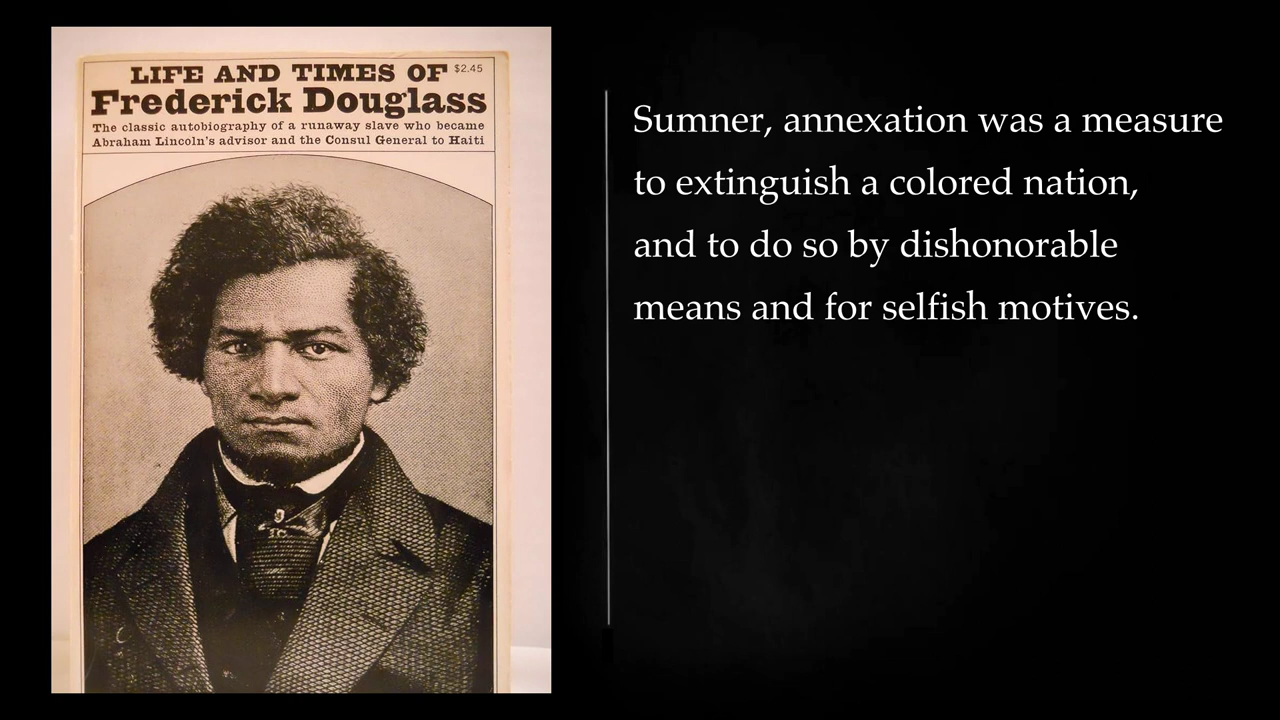 LIFE AND TIMES OF $2.45
Frederick Douglass
The classic autobiography of a runaway slave who became
Abraham Lincoln's advisor and the Consul General to Haiti
Sumner, annexation was a measure
to extinguish a colored nation,
and to do so by dishonorable
means and for selfish motives.